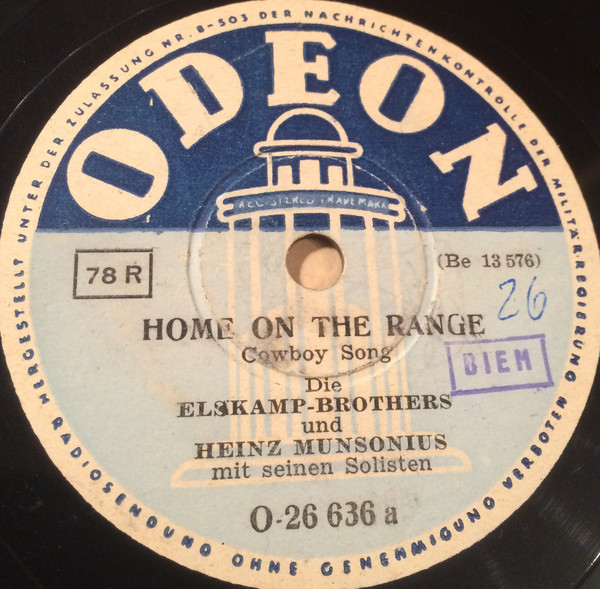 HERGESTELLT UNTER DER ZULASSUNG NR. B-503 DER NACHRICHTENKONTROLLE DER MILITÄR-REGIERUNG
ODEON
REGISTERED TRADE MARK
78 R
(Be 13 576)
26
HOME ON THE RANGE
Cowboy Song
BIEM
Die
ELSKAMP-BROTHERS
und
HEINZ MUNSONIUS
mit seinen Solisten
O-26 636 a
RADIOSENDUNG OHNE GENEHMIGUNG VERBOTEN